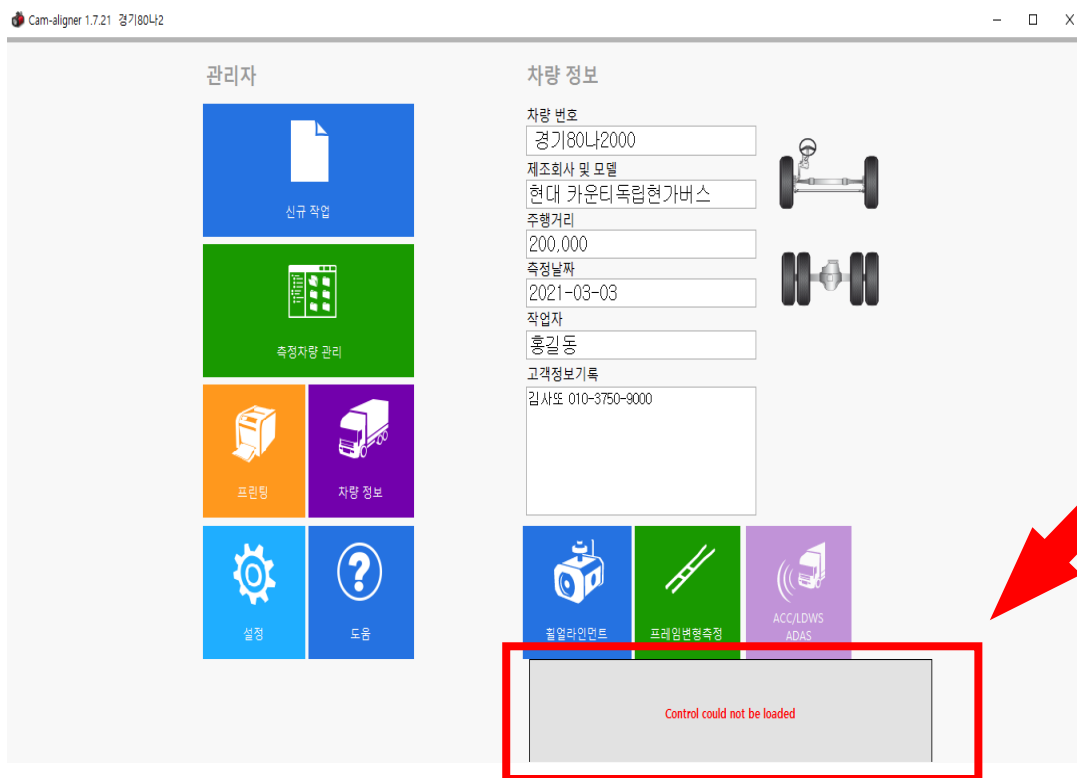 Cam-aligner 1.7.21 경기80나2
관리자
신규 작업
측정차량 관리
프린팅
차량 정보
설정
도움
차량 정보
차량 번호
경기80나2000
제조회사 및 모델
현대 카운티독립현가버스
주행거리
200,000
측정날짜
2021-03-03
작업자
홍길동
고객정보기록
김사또 010-3750-9000
휠얼라인먼트
프레임변형측정
ACC/LDWS
ADAS
Control could not be loaded